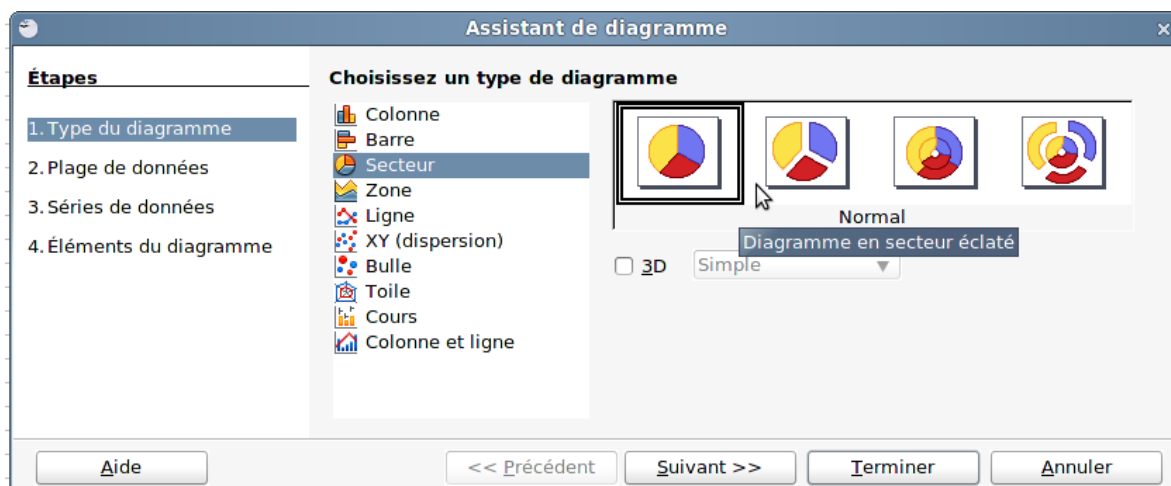 Assistant de diagramme
Étapes
1. Type du diagramme
2. Plage de données
3. Séries de données
4. Éléments du diagramme
Choisissez un type de diagramme
Colonne
Barre
Secteur
Zone
Ligne
XY (dispersion)
Bulle
Toile
Cours
Colonne et ligne
Normal
Diagramme en secteur éclaté
3D
Simple
Aide
<< Précédent
Suivant >>
Terminer
Annuler